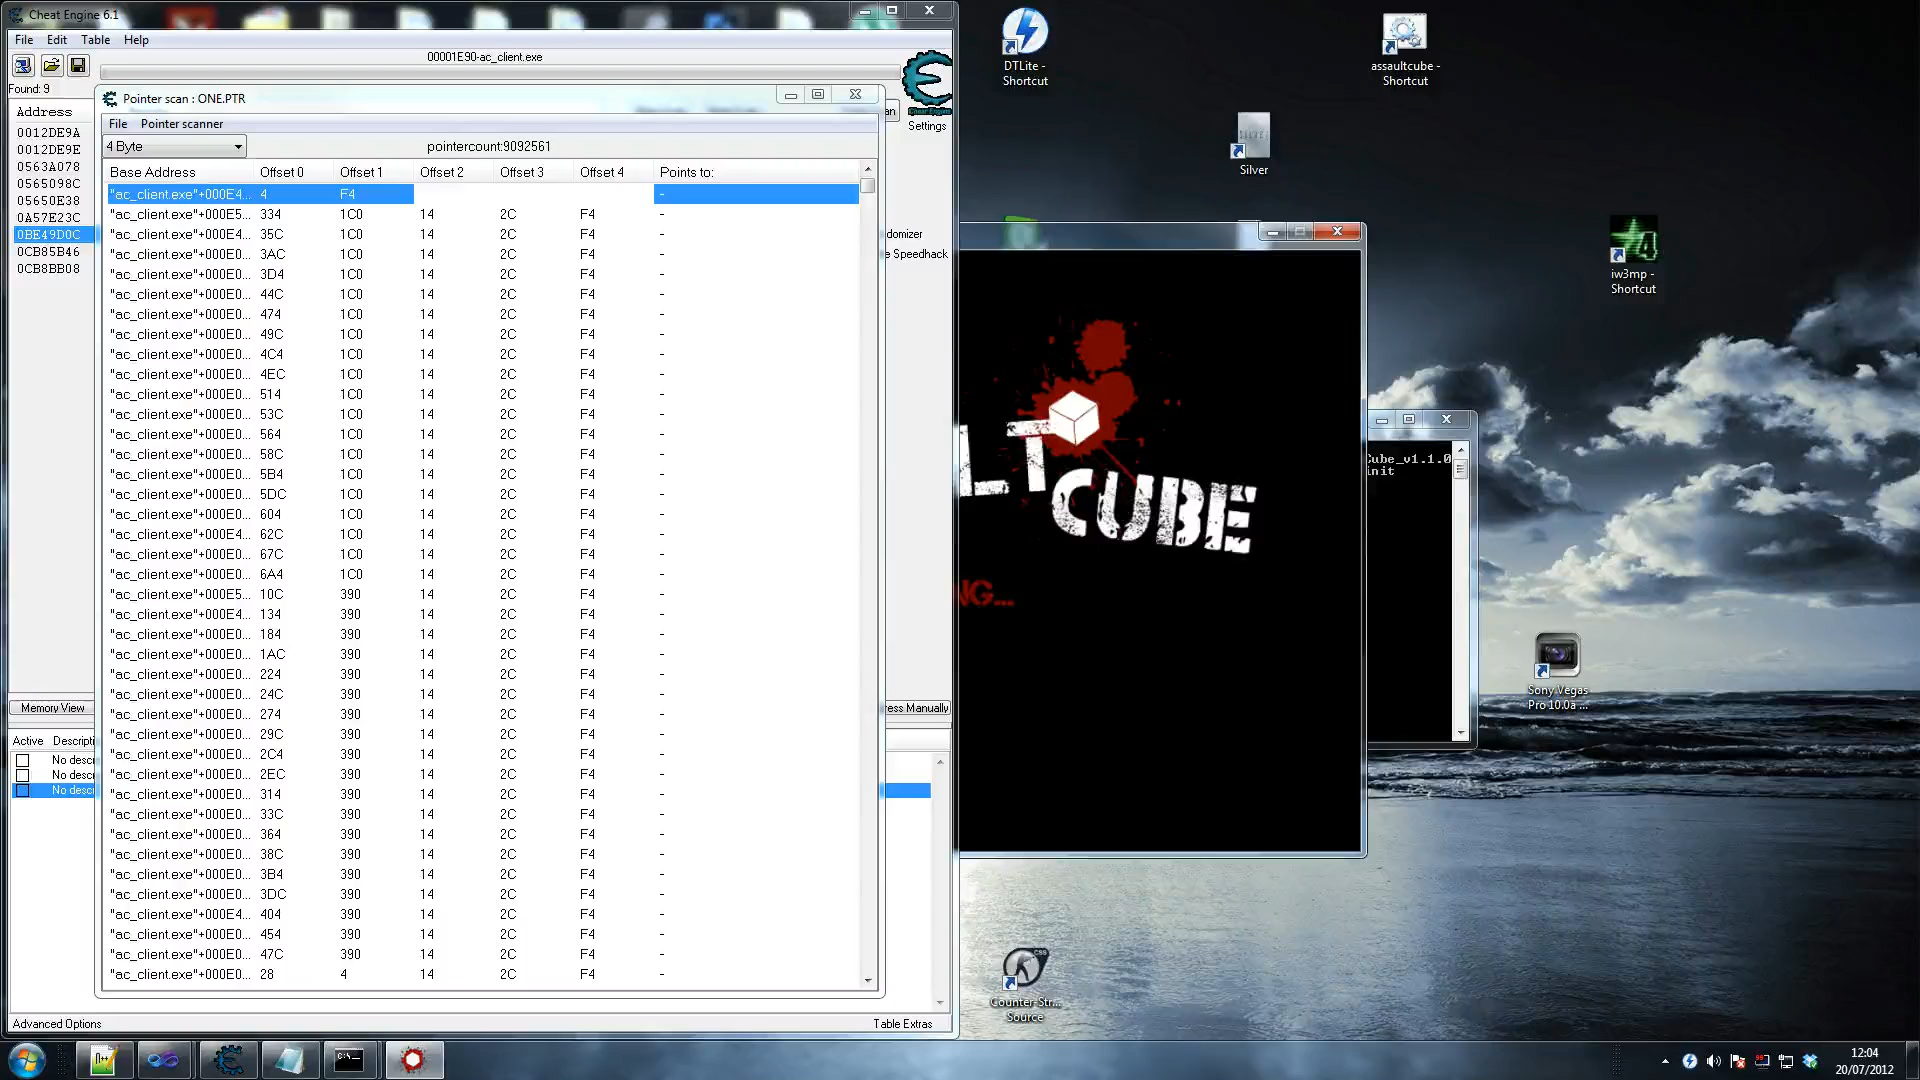 Cheat Engine 6.1
File Edit Table Help
00001E90-ac_client.exe
Found: 9
Address
0012DE9A
0012DE9E
0563A078
0565098C
05650E38
0A57E23C
0BE49D0C
0CB85B46
0CB8BB08
Settings
Pointer scan : ONE.PTR
File Pointer scanner
4 Byte
pointercount:9092561
Base Address Offset 0 Offset 1 Offset 2 Offset 3 Offset 4 Points to:
"ac_client.exe"+000E4... 4 F4 -
"ac_client.exe"+000E5... 334 1C0 14 2C F4 -
"ac_client.exe"+000E4... 35C 1C0 14 2C F4 -
"ac_client.exe"+000E0... 3AC 1C0 14 2C F4 -
"ac_client.exe"+000E0... 3D4 1C0 14 2C F4 -
"ac_client.exe"+000E0... 44C 1C0 14 2C F4 -
"ac_client.exe"+000E0... 474 1C0 14 2C F4 -
"ac_client.exe"+000E0... 49C 1C0 14 2C F4 -
"ac_client.exe"+000E0... 4C4 1C0 14 2C F4 -
"ac_client.exe"+000E0... 4EC 1C0 14 2C F4 -
"ac_client.exe"+000E0... 514 1C0 14 2C F4 -
"ac_client.exe"+000E0... 53C 1C0 14 2C F4 -
"ac_client.exe"+000E0... 564 1C0 14 2C F4 -
"ac_client.exe"+000E0... 58C 1C0 14 2C F4 -
"ac_client.exe"+000E0... 5B4 1C0 14 2C F4 -
"ac_client.exe"+000E0... 5DC 1C0 14 2C F4 -
"ac_client.exe"+000E0... 604 1C0 14 2C F4 -
"ac_client.exe"+000E4... 62C 1C0 14 2C F4 -
"ac_client.exe"+000E0... 67C 1C0 14 2C F4 -
"ac_client.exe"+000E0... 6A4 1C0 14 2C F4 -
"ac_client.exe"+000E5... 10C 390 14 2C F4 -
"ac_client.exe"+000E4... 134 390 14 2C F4 -
"ac_client.exe"+000E0... 184 390 14 2C F4 -
"ac_client.exe"+000E0... 1AC 390 14 2C F4 -
"ac_client.exe"+000E0... 224 390 14 2C F4 -
"ac_client.exe"+000E0... 24C 390 14 2C F4 -
"ac_client.exe"+000E0... 274 390 14 2C F4 -
"ac_client.exe"+000E0... 29C 390 14 2C F4 -
"ac_client.exe"+000E0... 2C4 390 14 2C F4 -
"ac_client.exe"+000E0... 2EC 390 14 2C F4 -
"ac_client.exe"+000E0... 314 390 14 2C F4 -
"ac_client.exe"+000E0... 33C 390 14 2C F4 -
"ac_client.exe"+000E0... 364 390 14 2C F4 -
"ac_client.exe"+000E0... 38C 390 14 2C F4 -
"ac_client.exe"+000E0... 3B4 390 14 2C F4 -
"ac_client.exe"+000E0... 3DC 390 14 2C F4 -
"ac_client.exe"+000E4... 404 390 14 2C F4 -
"ac_client.exe"+000E0... 454 390 14 2C F4 -
"ac_client.exe"+000E0... 47C 390 14 2C F4 -
"ac_client.exe"+000E0... 28 4 14 2C F4 -
an
domizer
e Speedhack
Memory View
ress Manually
Active Descripti
No descr
No descr
No descr
Advanced Options
Table Extras
DTLite -
Shortcut
assaultcube -
Shortcut
Silver
iw3mp -
Shortcut
LT
CUBE
NG...
Cube_v1.1.0
init
Sony Vegas
Pro 10.0a ...
Counter-Str...
Source
12:04
20/07/2012